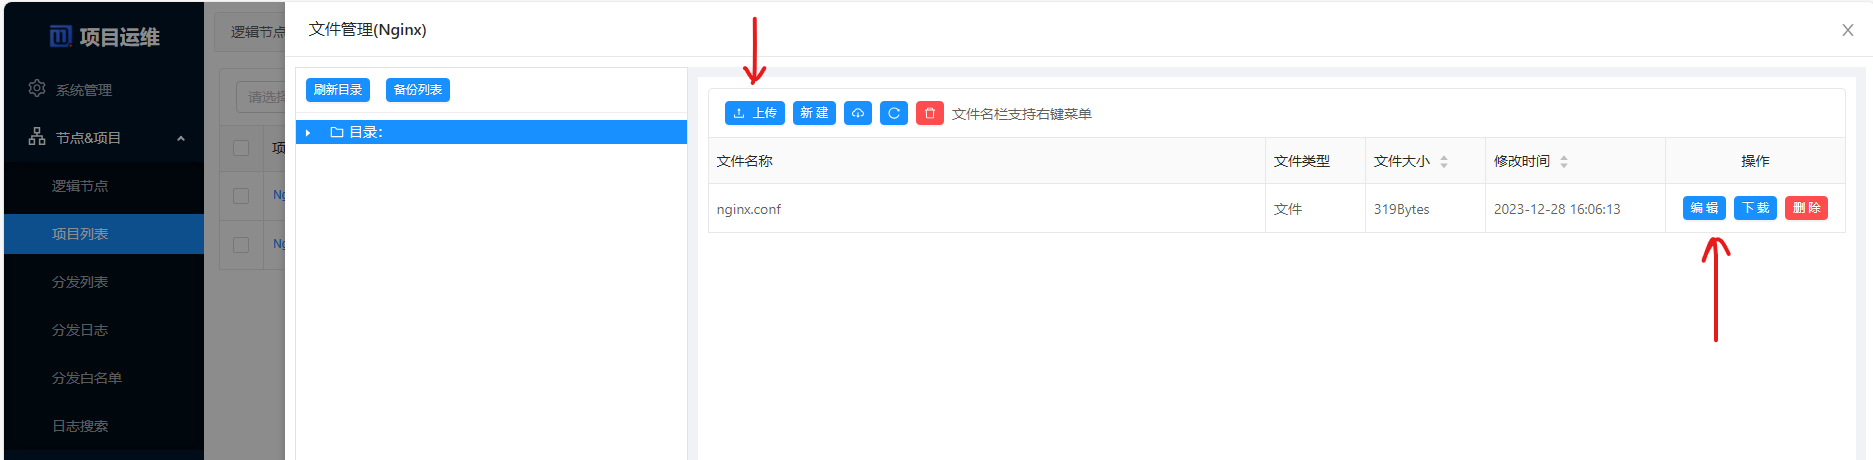 项目运维
系统管理
节点&项目
逻辑节点
项目列表
分发列表
分发日志
分发白名单
日志搜索
逻辑节点
请选择
项
Ng
Ng
文件管理(Nginx)
刷新目录 备份列表
目录:
上传 新建 文件名栏支持右键菜单
文件名称 文件类型 文件大小 修改时间 操作
nginx.conf 文件 319Bytes 2023-12-28 16:06:13 编辑 下载 删除